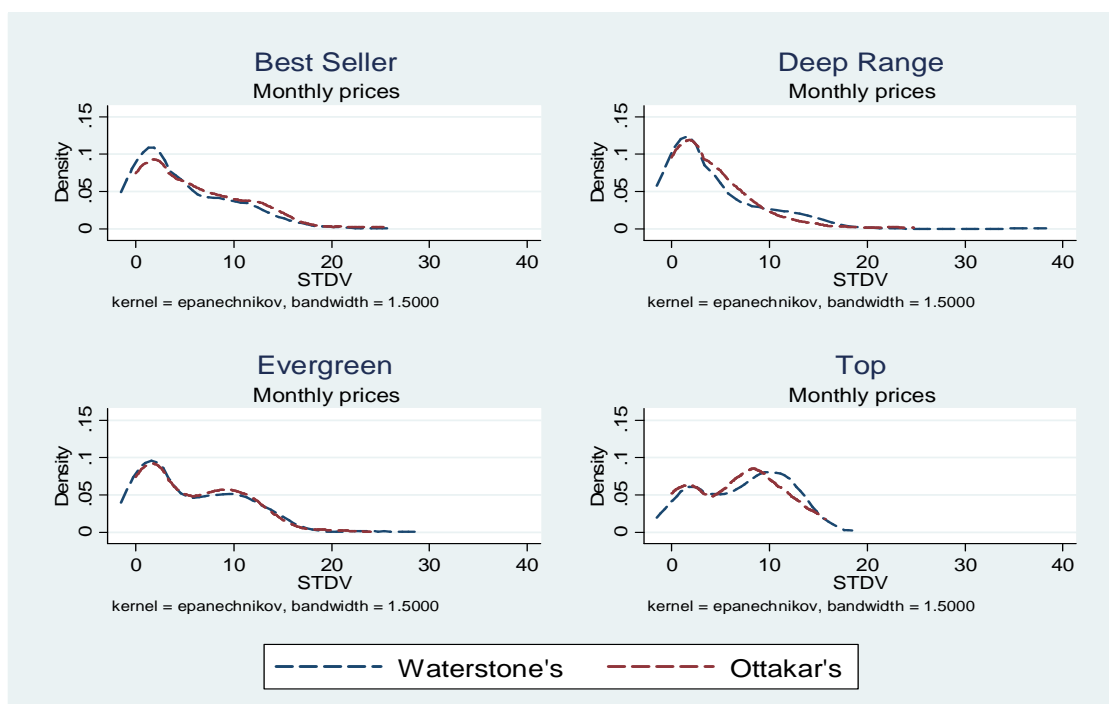 Best Seller
Monthly prices
Density
0 .05 .1 .15
0 10 20 30 40
STDV
kernel = epanechnikov, bandwidth = 1.5000
Deep Range
Monthly prices
Density
0 .05 .1 .15
0 10 20 30 40
STDV
kernel = epanechnikov, bandwidth = 1.5000
Evergreen
Monthly prices
Density
0 .05 .1 .15
0 10 20 30 40
STDV
kernel = epanechnikov, bandwidth = 1.5000
Top
Monthly prices
Density
0 .05 .1 .15
0 10 20 30 40
STDV
kernel = epanechnikov, bandwidth = 1.5000
Waterstone's Ottakar's